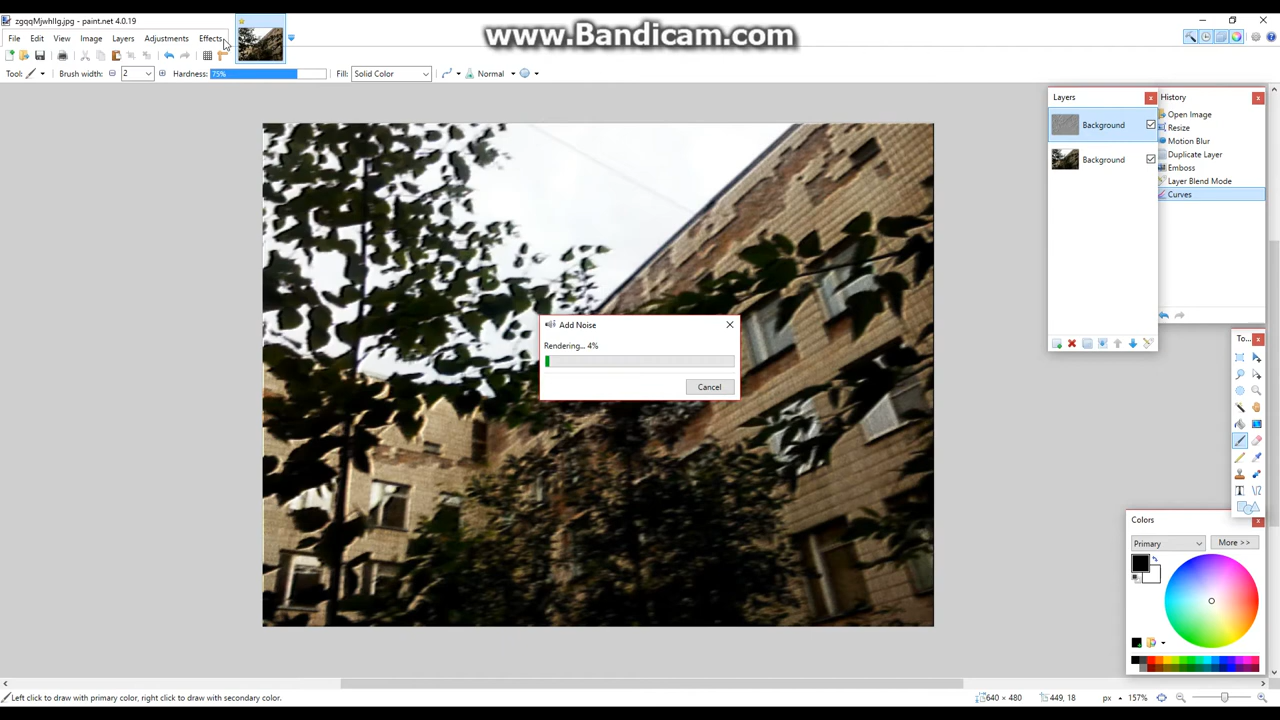 zgqqMjwhIlg.jpg - paint.net 4.0.19
www.Bandicam.com
File Edit View Image Layers Adjustments Effects
Tool: Brush width: 2 Hardness: 75% Fill: Solid Color Normal
Layers
Background
Background
History
Open Image
Resize
Motion Blur
Duplicate Layer
Emboss
Layer Blend Mode
Curves
Add Noise
Rendering... 4%
Cancel
To...
Colors
Primary More >>
Left click to draw with primary color, right click to draw with secondary color. 640 × 480 449, 18 px 157%